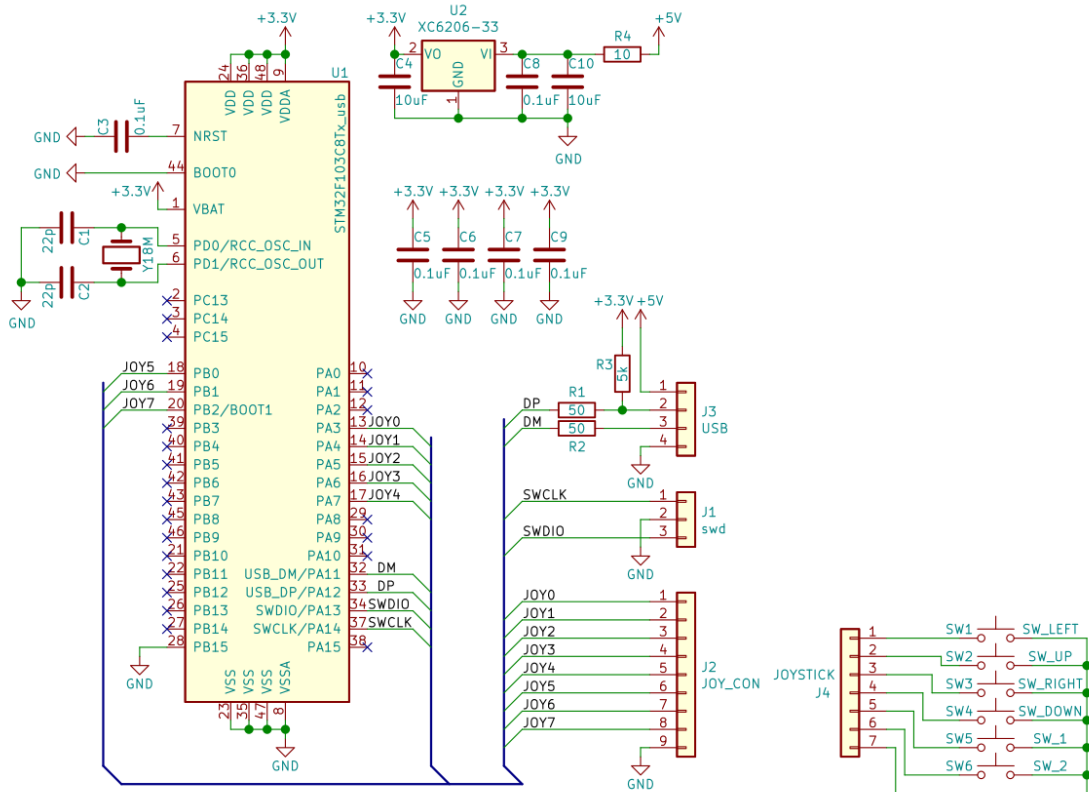 +3.3V
U2
XC6206-33
+3.3V
+5V
R4
10
2
VO
VI
3
GND
1
C4
10uF
C8
0.1uF
C10
10uF
GND
U1
STM32F103C8Tx_usb
24
36
48
9
VDD
VDD
VDD
VDDA
GND
C3
0.1uF
7
NRST
GND
44
BOOT0
+3.3V
1
VBAT
22p
C1
Y1
8M
5
PD0/RCC_OSC_IN
6
PD1/RCC_OSC_OUT
22p
C2
GND
2
PC13
3
PC14
4
PC15
JOY5
18
PB0
JOY6
19
PB1
JOY7
20
PB2/BOOT1
39
PB3
40
PB4
41
PB5
42
PB6
43
PB7
45
PB8
46
PB9
21
PB10
22
PB11
25
PB12
26
PB13
27
PB14
28
PB15
GND
PA0
10
PA1
11
PA2
12
PA3
13
JOY0
PA4
14
JOY1
PA5
15
JOY2
PA6
16
JOY3
PA7
17
JOY4
PA8
29
PA9
30
PA10
31
USB_DM/PA11
32
DM
USB_DP/PA12
33
DP
SWDIO/PA13
34
SWDIO
SWCLK/PA14
37
SWCLK
PA15
38
VSS
VSS
VSS
VSSA
23
35
47
8
GND
+3.3V
+3.3V
+3.3V
+3.3V
C5
C6
C7
C9
0.1uF
0.1uF
0.1uF
0.1uF
GND
GND
GND
GND
+3.3V
+5V
R3
5k
DP
R1
50
DM
50
R2
1
2
3
4
J3
USB
GND
SWCLK
SWDIO
1
2
3
J1
swd
GND
JOY0
1
JOY1
2
JOY2
3
JOY3
4
JOY4
5
JOY5
6
JOY6
7
JOY7
8
9
J2
JOY_CON
GND
JOYSTICK
J4
1
2
3
4
5
6
7
SW1
SW_LEFT
SW2
SW_UP
SW3
SW_RIGHT
SW4
SW_DOWN
SW5
SW_1
SW6
SW_2